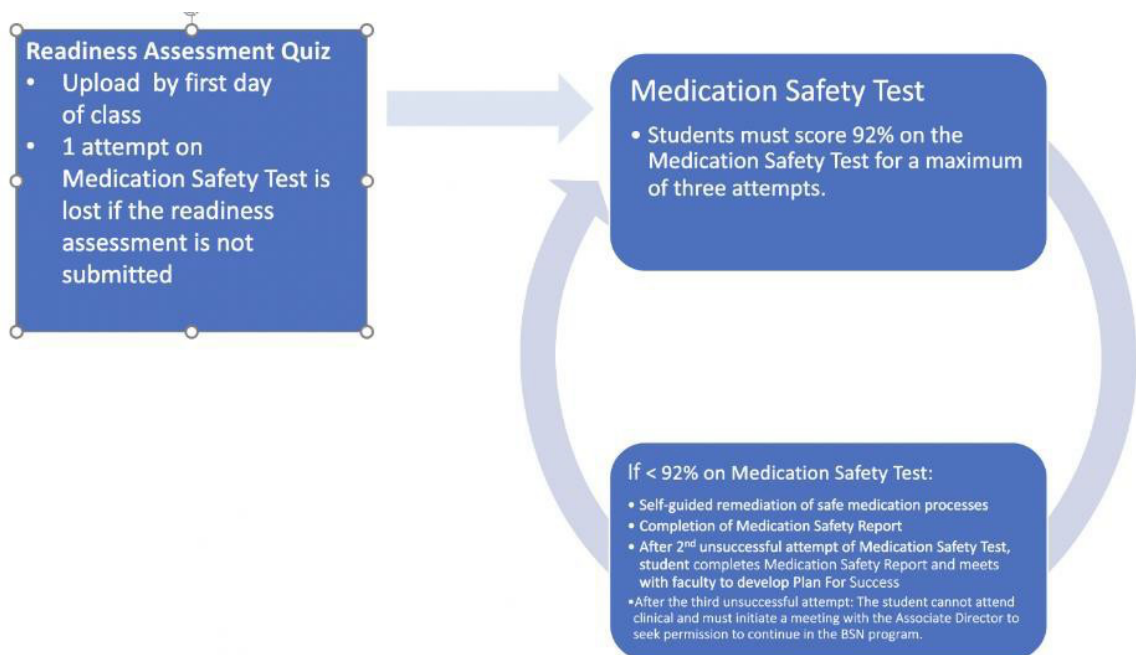 Readiness Assessment Quiz
• Upload by first day
of class
• 1 attempt on
Medication Safety Test is
lost if the readiness
assessment is not
submitted
Medication Safety Test
• Students must score 92% on the
Medication Safety Test for a maximum
of three attempts.
If < 92% on Medication Safety Test:
• Self-guided remediation of safe medication processes
• Completion of Medication Safety Report
• After 2nd unsuccessful attempt of Medication Safety Test,
student completes Medication Safety Report and meets
with faculty to develop Plan For Success
•After the third unsuccessful attempt: The student cannot attend
clinical and must initiate a meeting with the Associate Director to
seek permission to continue in the BSN program.